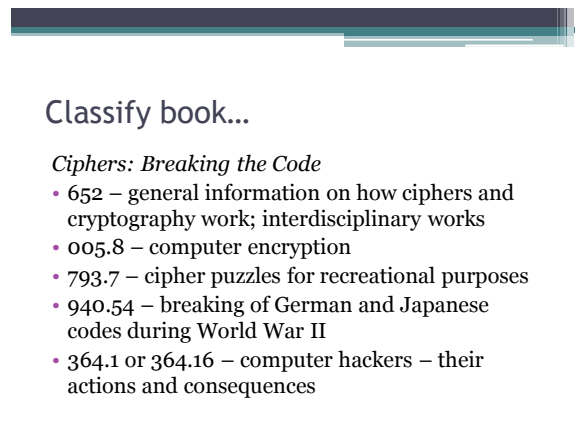 Classify book…
Ciphers: Breaking the Code
• 652 – general information on how ciphers and
cryptography work; interdisciplinary works
• 005.8 – computer encryption
• 793.7 – cipher puzzles for recreational purposes
• 940.54 – breaking of German and Japanese
codes during World War II
• 364.1 or 364.16 – computer hackers – their
actions and consequences